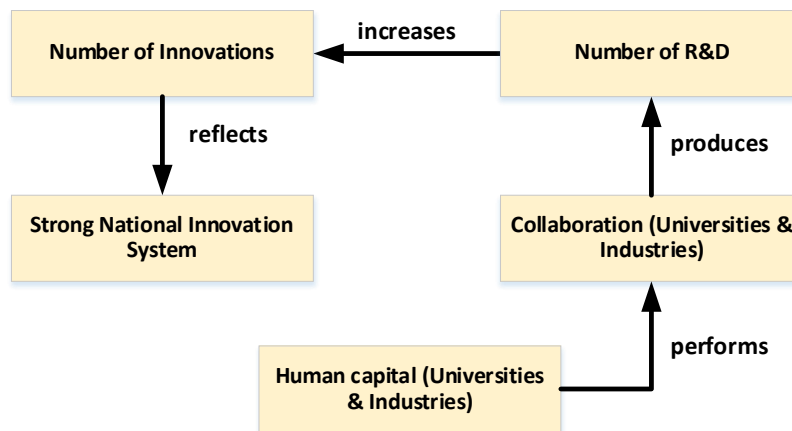 Number of Innovations
increases
Number of R&D
reflects
produces
Strong National Innovation
System
Collaboration (Universities &
Industries)
performs
Human capital (Universities
& Industries)